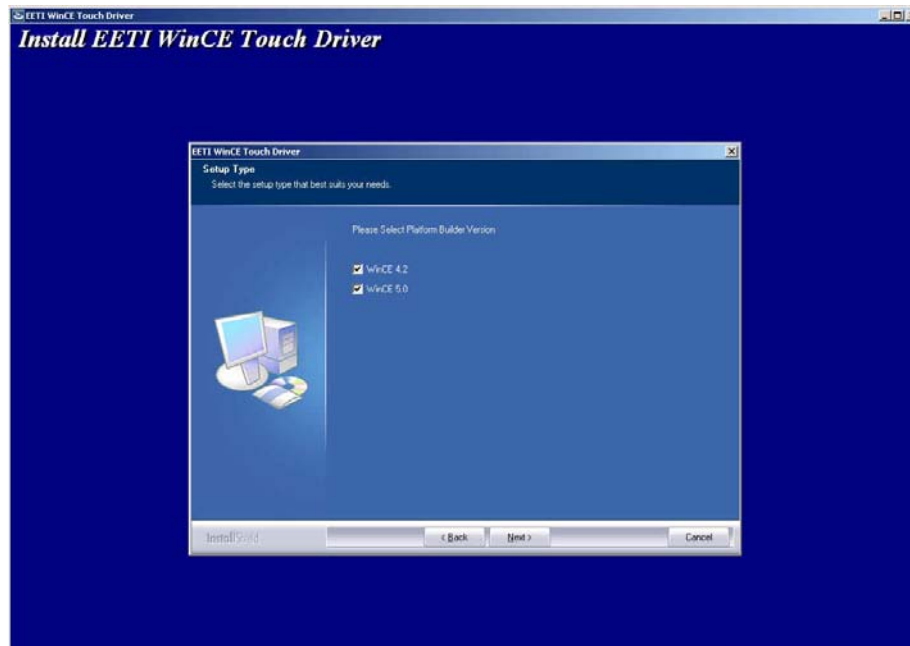 EETI WinCE Touch Driver
Install EETI WinCE Touch Driver
EETI WinCE Touch Driver
Setup Type
Select the setup type that best suits your needs.
Please Select Platform Builder Version
WinCE 4.2
WinCE 5.0
InstallShield
< Back
Next >
Cancel